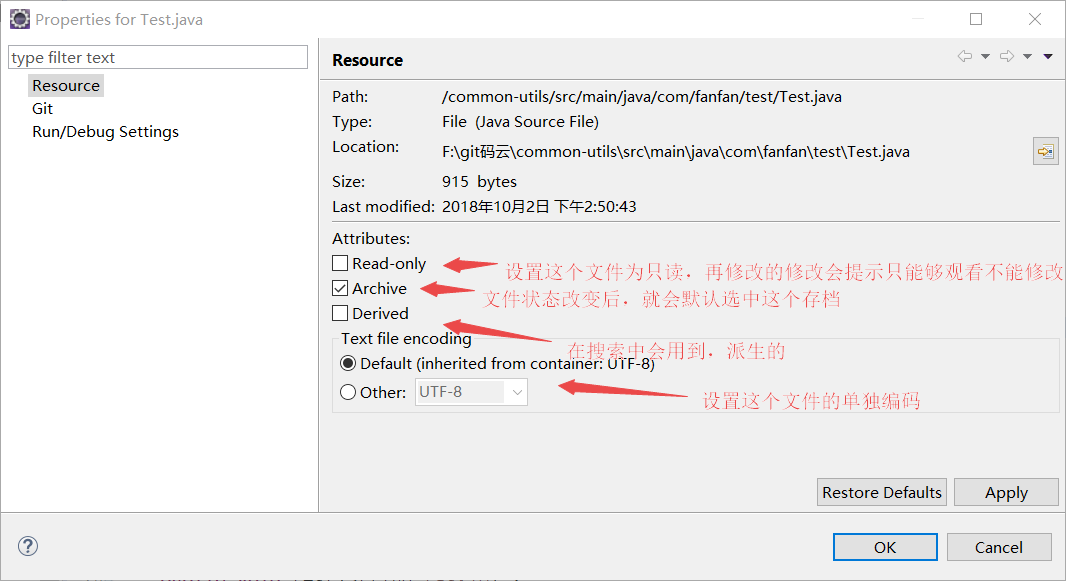 Properties for Test.java
type filter text
Resource
Git
Run/Debug Settings
Resource
Path: /common-utils/src/main/java/com/fanfan/test/Test.java
Type: File (Java Source File)
Location: F:\git码云\common-utils\src\main\java\com\fanfan\test\Test.java
Size: 915 bytes
Last modified: 2018年10月2日 下午2:50:43
Attributes:
Read-only 设置这个文件为只读，再修改的修改会提示只能够观看不能修改
Archive 文件状态改变后，就会默认选中这个存档
Derived
Text file encoding
在搜索中会用到，派生的
Default (inherited from container: UTF-8)
Other: UTF-8
设置这个文件的单独编码
Restore Defaults Apply
OK Cancel